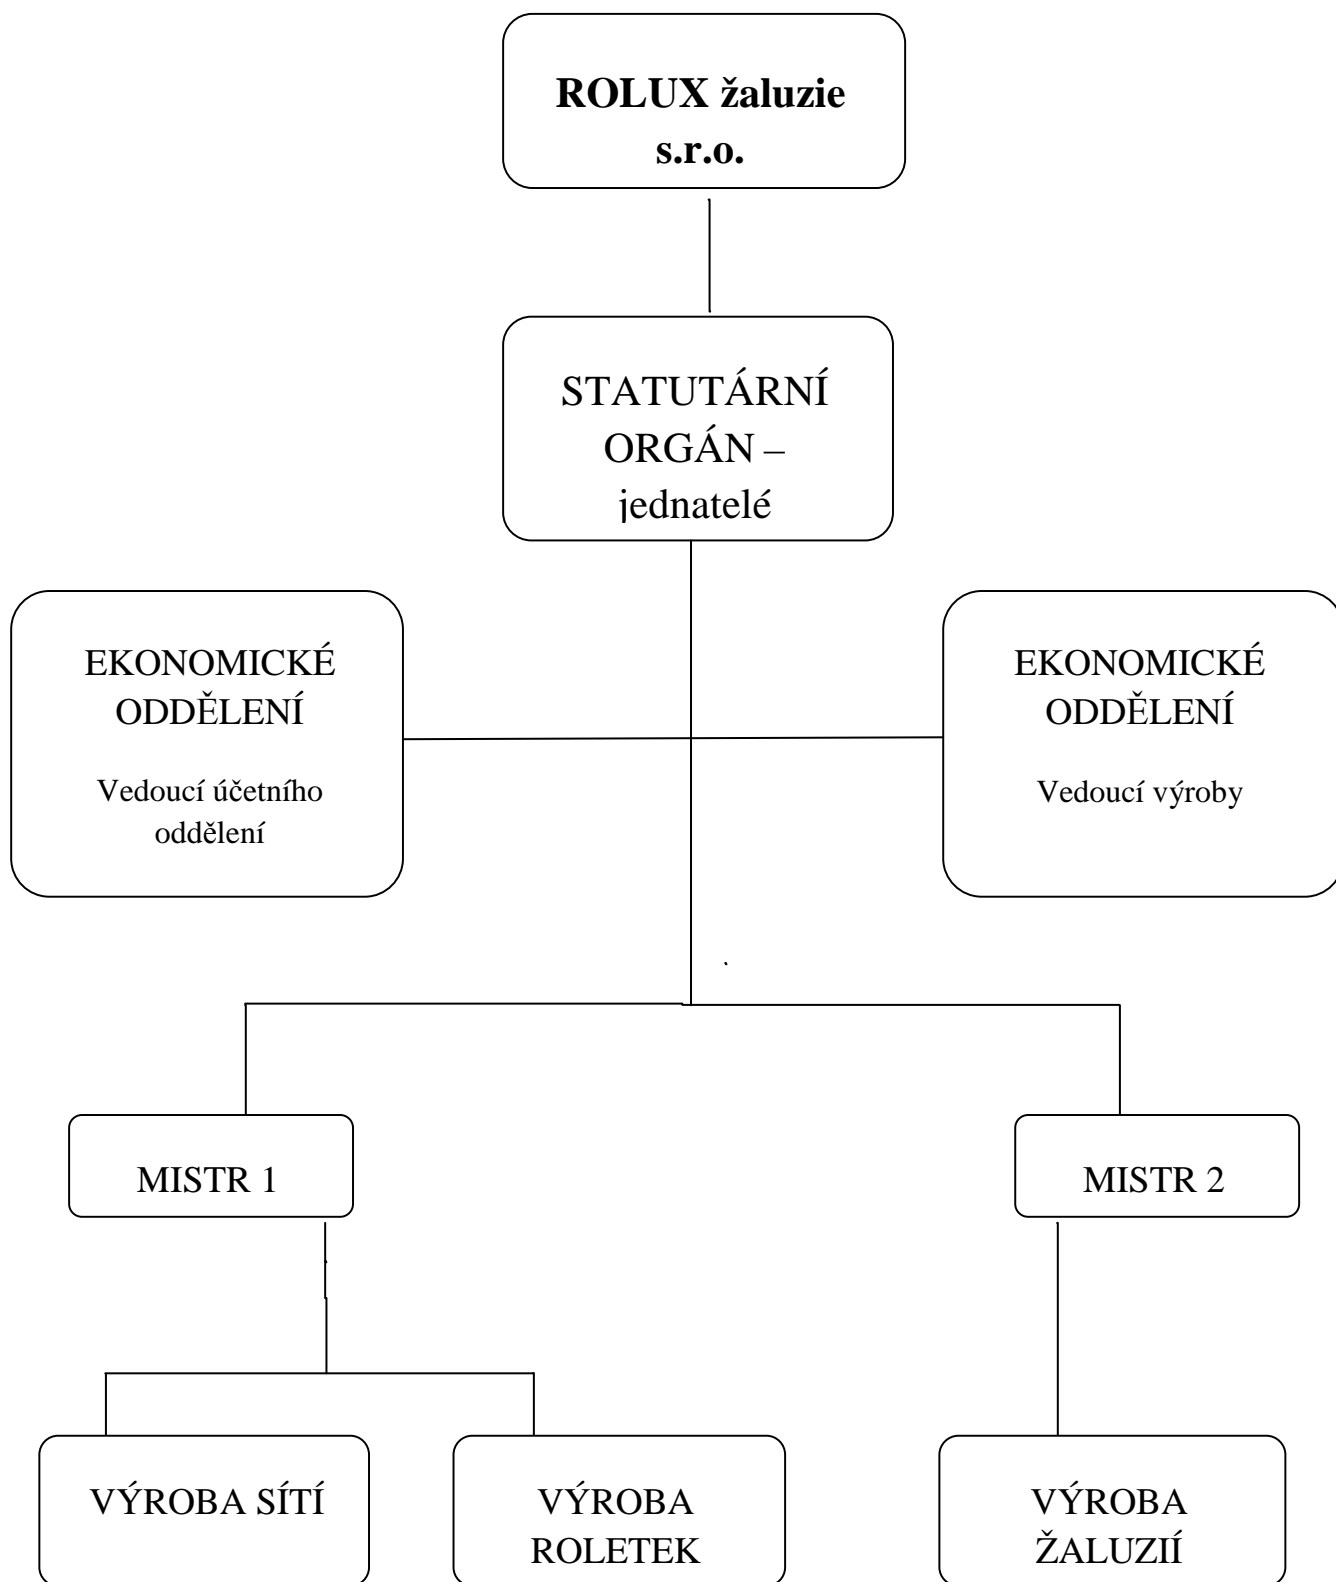 ROLUX žaluzie
s.r.o.
STATUTÁRNÍ
ORGÁN –
jednatelé
EKONOMICKÉ
ODDĚLENÍ
Vedoucí účetního
oddělení
EKONOMICKÉ
ODDĚLENÍ
Vedoucí výroby
MISTR 1
MISTR 2
VÝROBA SÍTÍ
VÝROBA
ROLETEK
VÝROBA
ŽALUZIÍ